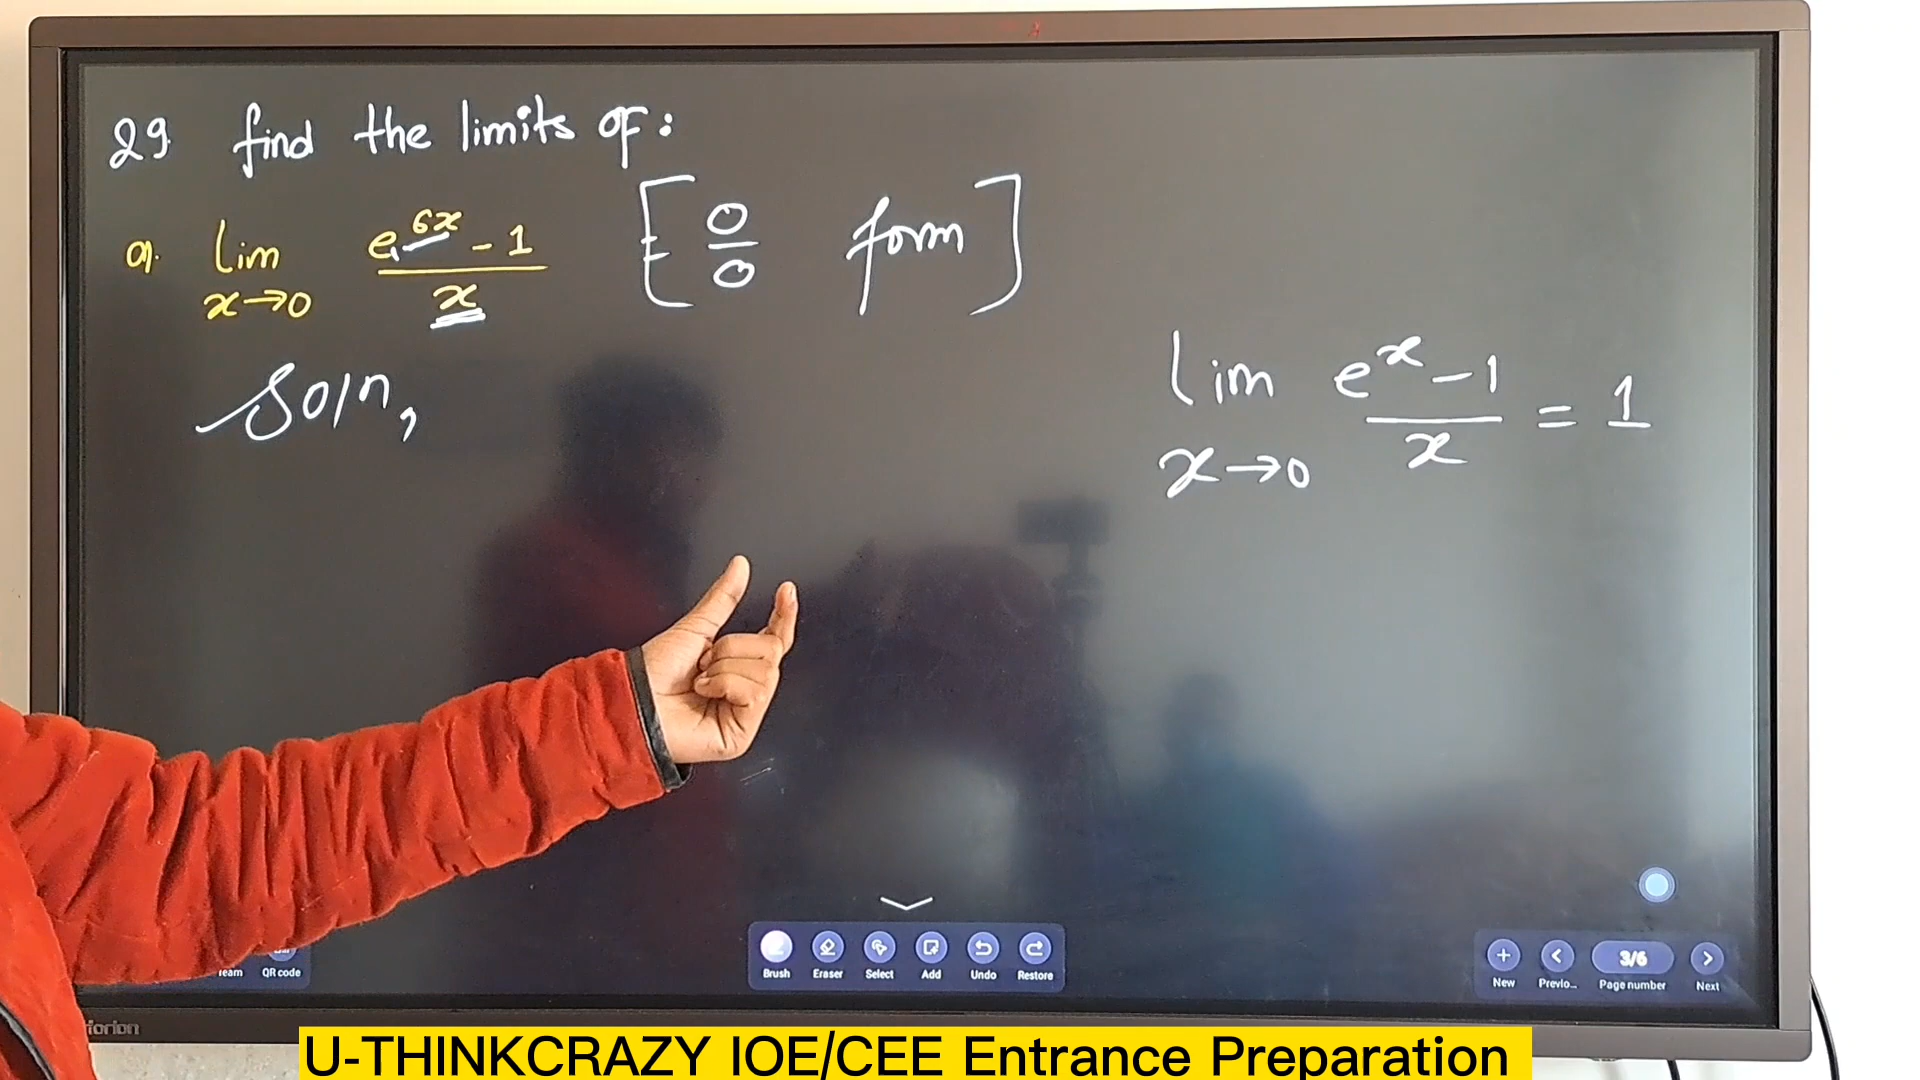 29. find the limits of:
a. lim x→0 (e^6x - 1)/x [0/0 form]
Soln,
lim x→0 (e^x - 1)/x = 1
QR code
Brush Eraser Select Add Undo Restore
New Previo... 3/6 Page number Next
U-THINKCRAZY IOE/CEE Entrance Preparation